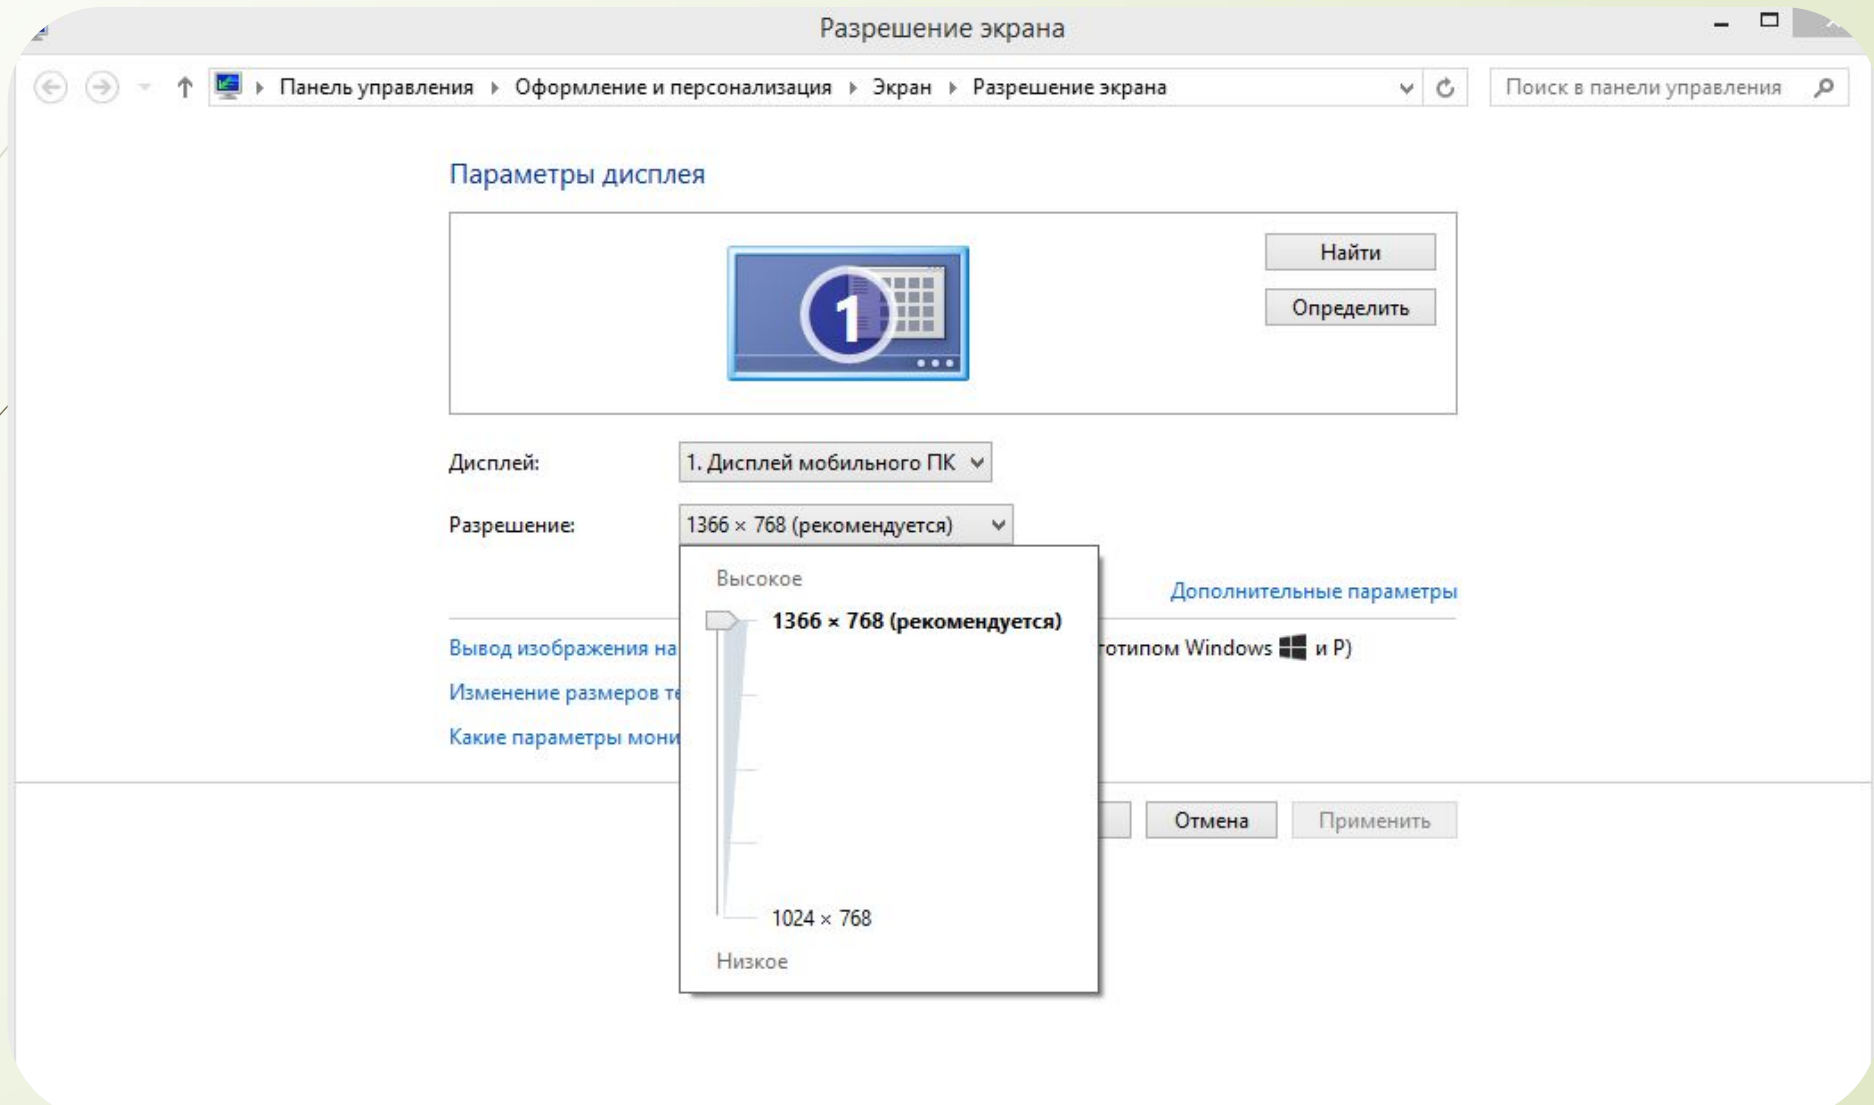 Разрешение экрана
Панель управления Оформление и персонализация Экран Разрешение экрана
Поиск в панели управления
Параметры дисплея
1
Найти
Определить
Дисплей: 1. Дисплей мобильного ПК
Разрешение: 1366 × 768 (рекомендуется)
Высокое
1366 × 768 (рекомендуется)
1024 × 768
Низкое
Дополнительные параметры
Вывод изображения на отипом Windows и P)
Изменение размеров те
Какие параметры мони
Отмена
Применить